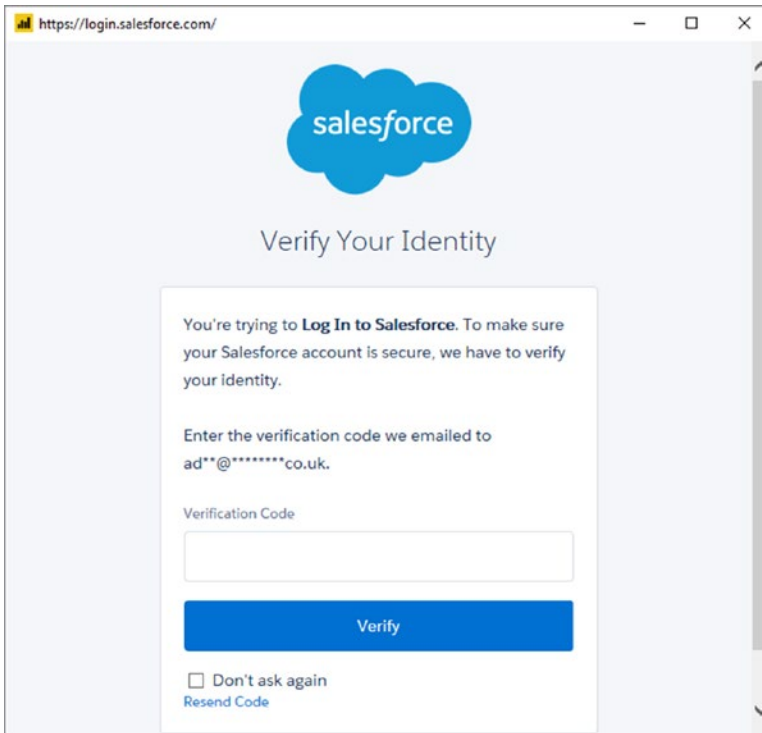 https://login.salesforce.com/
salesforce
Verify Your Identity
You're trying to Log In to Salesforce. To make sure
your Salesforce account is secure, we have to verify
your identity.
Enter the verification code we emailed to
ad**@********co.uk.
Verification Code
Verify
Don't ask again
Resend Code